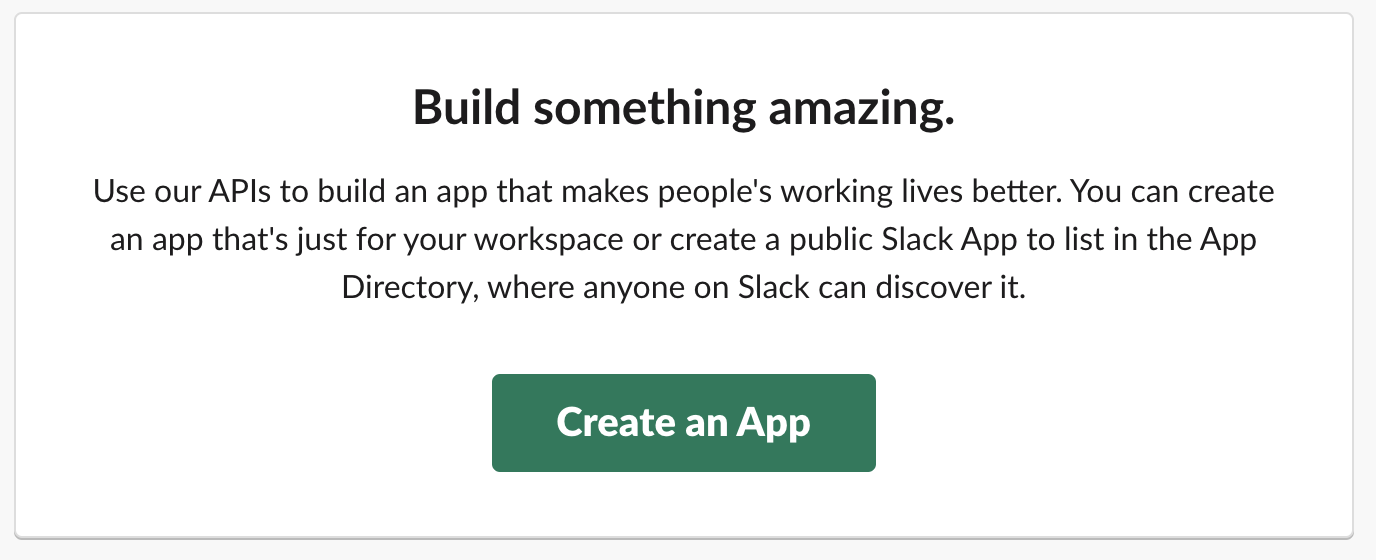 Build something amazing.
Use our APIs to build an app that makes people's working lives better. You can create
an app that's just for your workspace or create a public Slack App to list in the App
Directory, where anyone on Slack can discover it.
Create an App